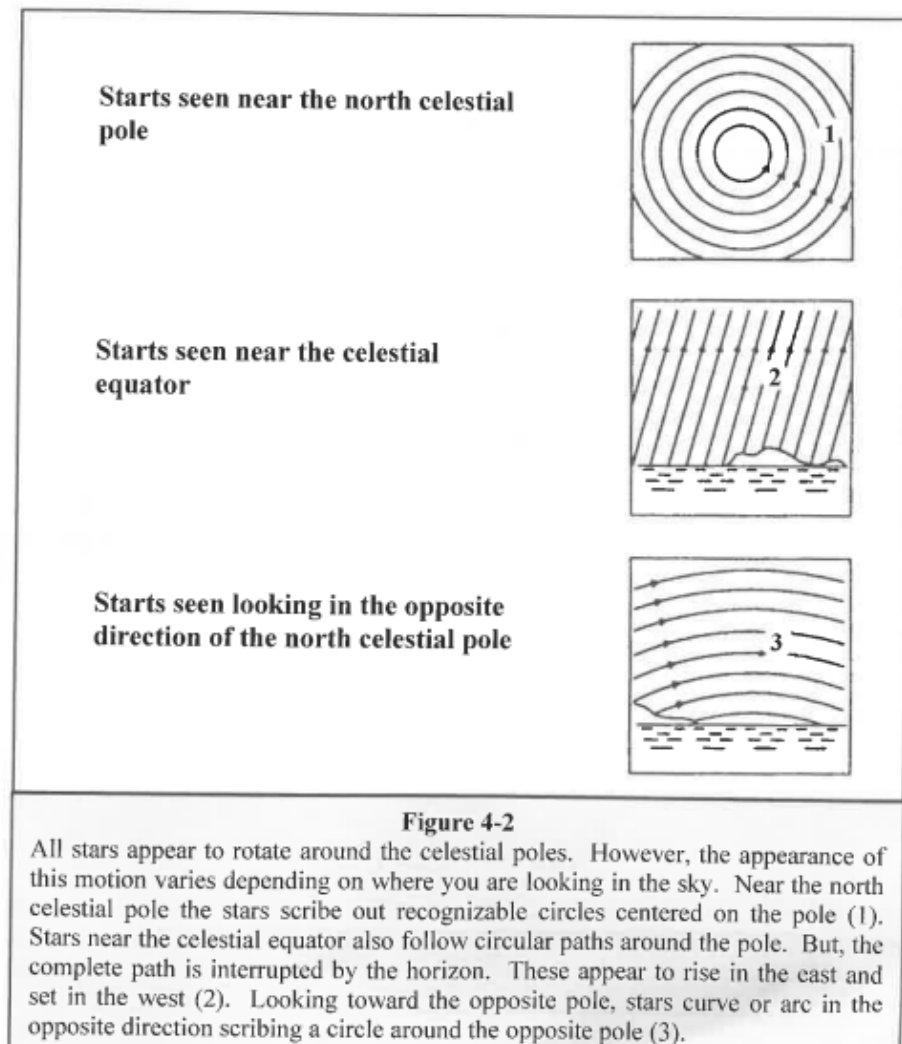 Starts seen near the north celestial
pole
1
Starts seen near the celestial
equator
2
Starts seen looking in the opposite
direction of the north celestial pole
3
Figure 4-2
All stars appear to rotate around the celestial poles. However, the appearance of
this motion varies depending on where you are looking in the sky. Near the north
celestial pole the stars scribe out recognizable circles centered on the pole (1).
Stars near the celestial equator also follow circular paths around the pole. But, the
complete path is interrupted by the horizon. These appear to rise in the east and
set in the west (2). Looking toward the opposite pole, stars curve or arc in the
opposite direction scribing a circle around the opposite pole (3).